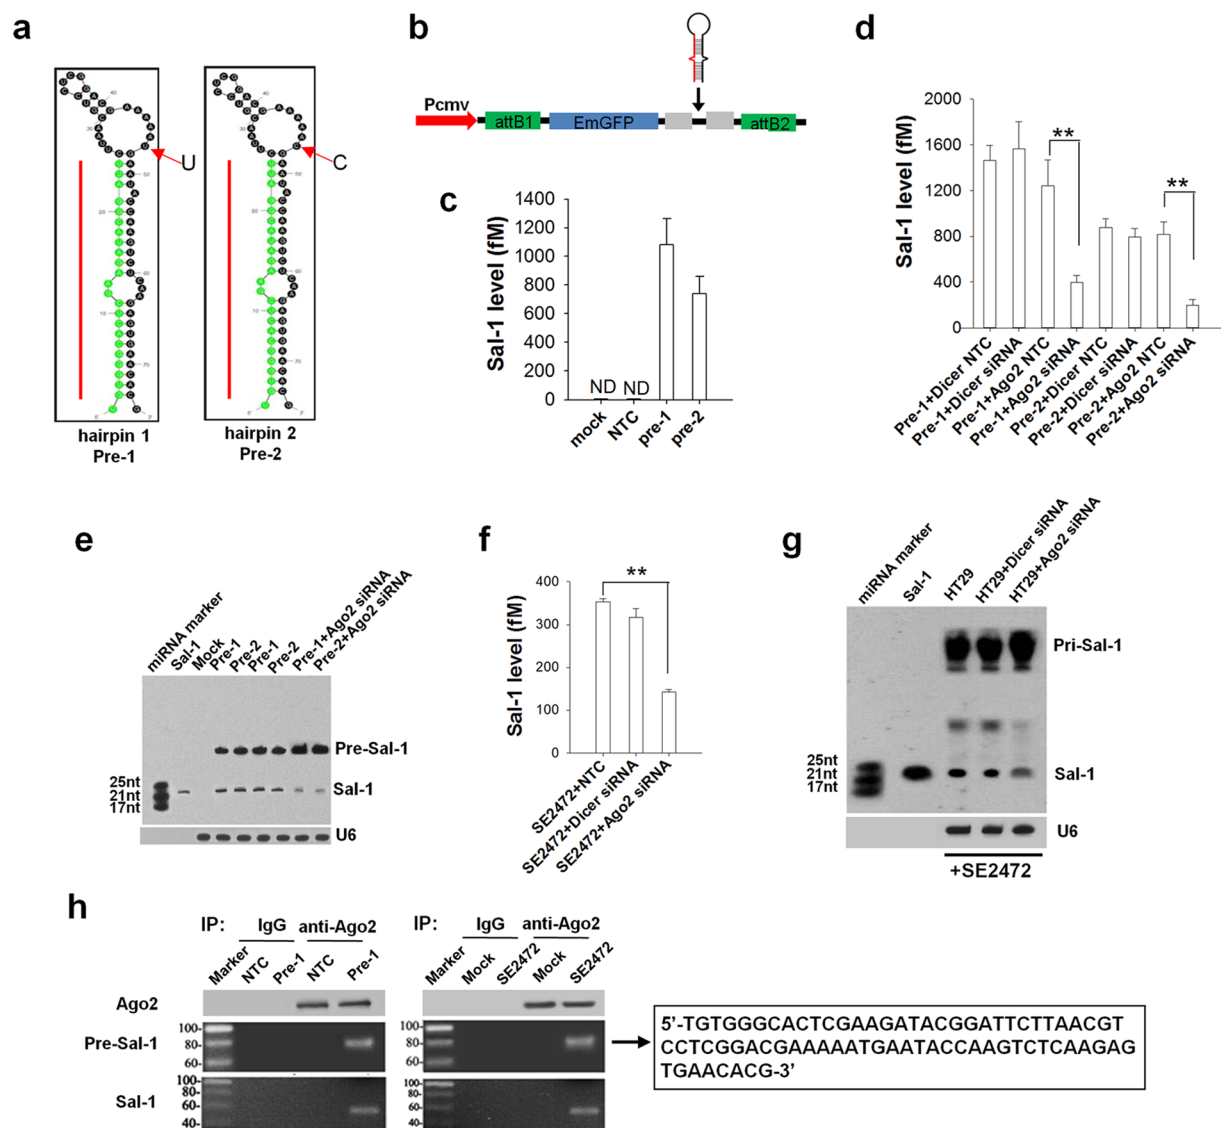 a
U
C
hairpin 1
Pre-1
hairpin 2
Pre-2
b
Pcmv
attB1
EmGFP
attB2
c
Sal-1 level (fM)
1400
1200
1000
800
600
400
200
0
ND
ND
mock
NTC
pre-1
pre-2
d
Sal-1 level (fM)
2000
1600
1200
800
400
0
**
**
Pre-1+Dicer NTC
Pre-1+Dicer siRNA
Pre-1+Ago2 NTC
Pre-1+Ago2 siRNA
Pre-2+Dicer NTC
Pre-2+Dicer siRNA
Pre-2+Ago2 NTC
Pre-2+Ago2 siRNA
e
miRNA marker
Sal-1
Mock
Pre-1
Pre-2
Pre-1
Pre-2
Pre-1+Ago2 siRNA
Pre-2+Ago2 siRNA
Pre-Sal-1
25nt
21nt
17nt
Sal-1
U6
f
Sal-1 level (fM)
400
300
200
100
0
**
SE2472+NTC
SE2472+Dicer siRNA
SE2472+Ago2 siRNA
g
miRNA marker
Sal-1
HT29
HT29+Dicer siRNA
HT29+Ago2 siRNA
Pri-Sal-1
25nt
21nt
17nt
Sal-1
U6
+SE2472
h
IP:
IgG
anti-Ago2
Marker
NTC
Pre-1
NTC
Pre-1
IP:
IgG
anti-Ago2
Marker
Mock
SE2472
Mock
SE2472
Ago2
Pre-Sal-1
100-
80-
60-
100-
80-
60-
Sal-1
100-
80-
60-
40-
100-
80-
60-
40-
5'-TGTGGGCACTCGAAGATACGGATTCTTAACGT
CCTCGGACGAAAAATGAATACCAAGTCTCAAGAG
TGAACACG-3'